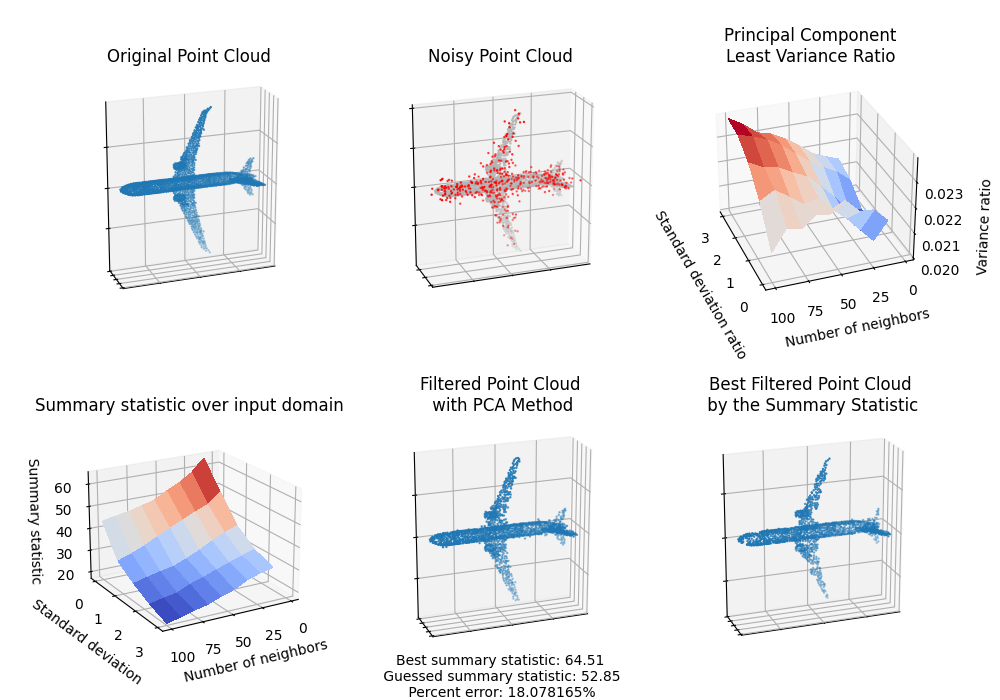 Original Point Cloud
Noisy Point Cloud
Principal Component
Least Variance Ratio
0.023
0.022
0.021
0.020
Variance ratio
3
2
1
0
Standard deviation ratio
100
75
50
25
0
Number of neighbors
Summary statistic over input domain
60
50
40
30
20
Summary statistic
0
1
2
3
Standard deviation
100
75
50
25
0
Number of neighbors
Filtered Point Cloud
with PCA Method
Best Filtered Point Cloud
by the Summary Statistic
Best summary statistic: 64.51
Guessed summary statistic: 52.85
Percent error: 18.078165%